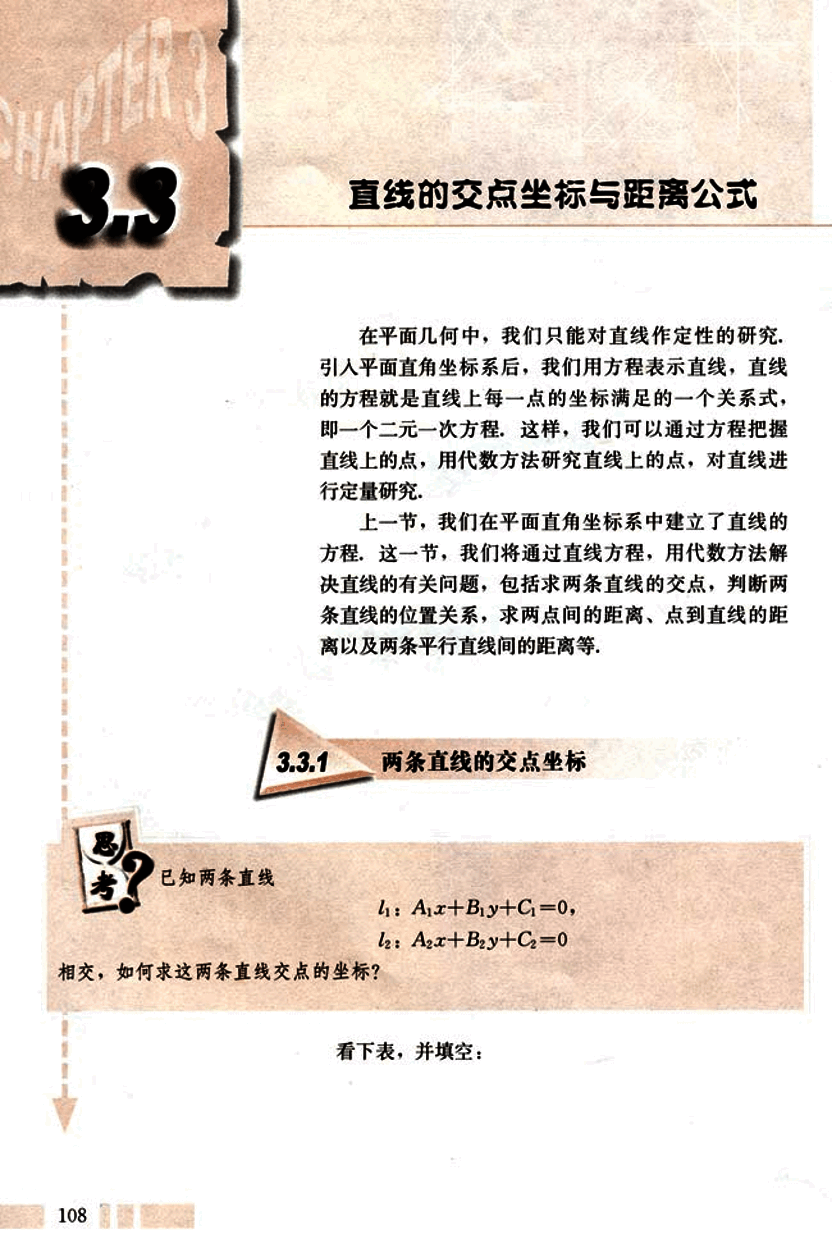 CHAPTER 3
3.3
直线的交点坐标与距离公式
在平面几何中，我们只能对直线作定性的研究.
引入平面直角坐标系后，我们用方程表示直线，直线
的方程就是直线上每一点的坐标满足的一个关系式，
即一个二元一次方程. 这样，我们可以通过方程把握
直线上的点，用代数方法研究直线上的点，对直线进
行定量研究.
上一节，我们在平面直角坐标系中建立了直线的
方程. 这一节，我们将通过直线方程，用代数方法解
决直线的有关问题，包括求两条直线的交点，判断两
条直线的位置关系，求两点间的距离、点到直线的距
离以及两条平行直线间的距离等.
3.3.1 两条直线的交点坐标
思考?
已知两条直线
l₁：A₁x+B₁y+C₁=0，
l₂：A₂x+B₂y+C₂=0
相交，如何求这两条直线交点的坐标?
看下表，并填空：
108